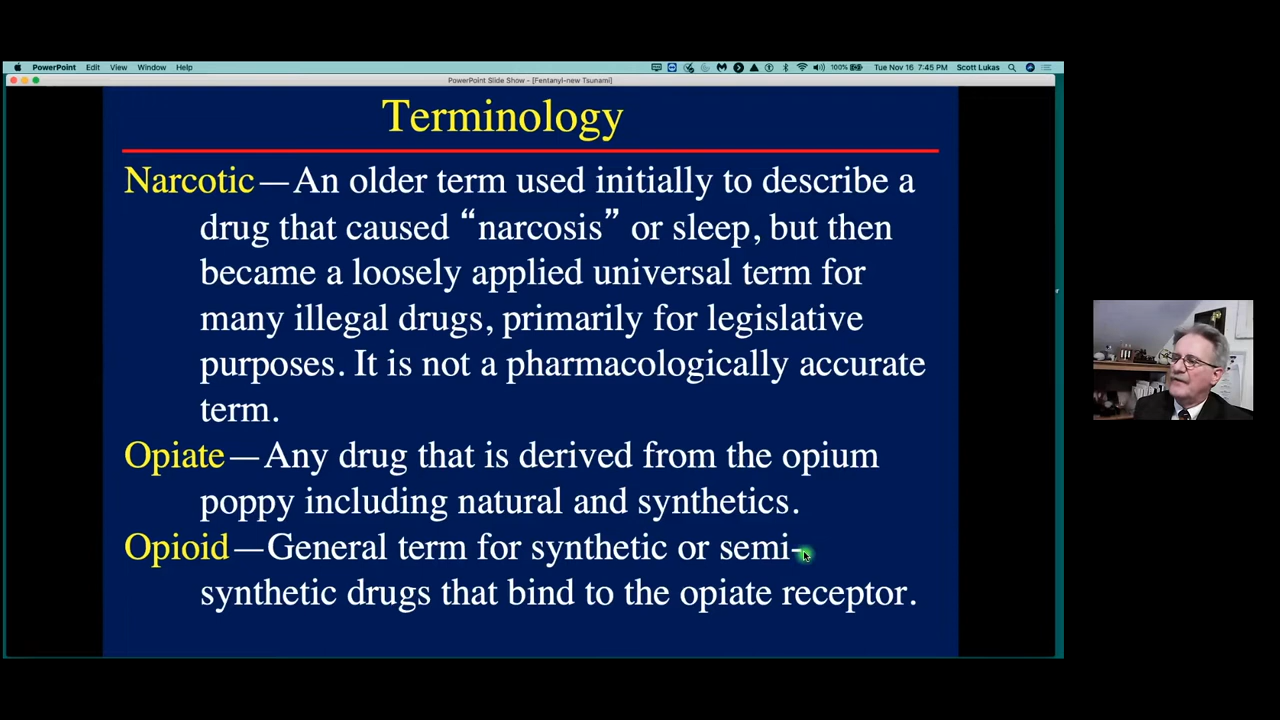 PowerPoint Edit View Window Help 100% Tue Nov 16 7:45 PM Scott Lukas
PowerPoint Slide Show - [Fentanyl-new Tsunami]
Terminology
Narcotic—An older term used initially to describe a
drug that caused “narcosis” or sleep, but then
became a loosely applied universal term for
many illegal drugs, primarily for legislative
purposes. It is not a pharmacologically accurate
term.
Opiate—Any drug that is derived from the opium
poppy including natural and synthetics.
Opioid—General term for synthetic or semi-
synthetic drugs that bind to the opiate receptor.